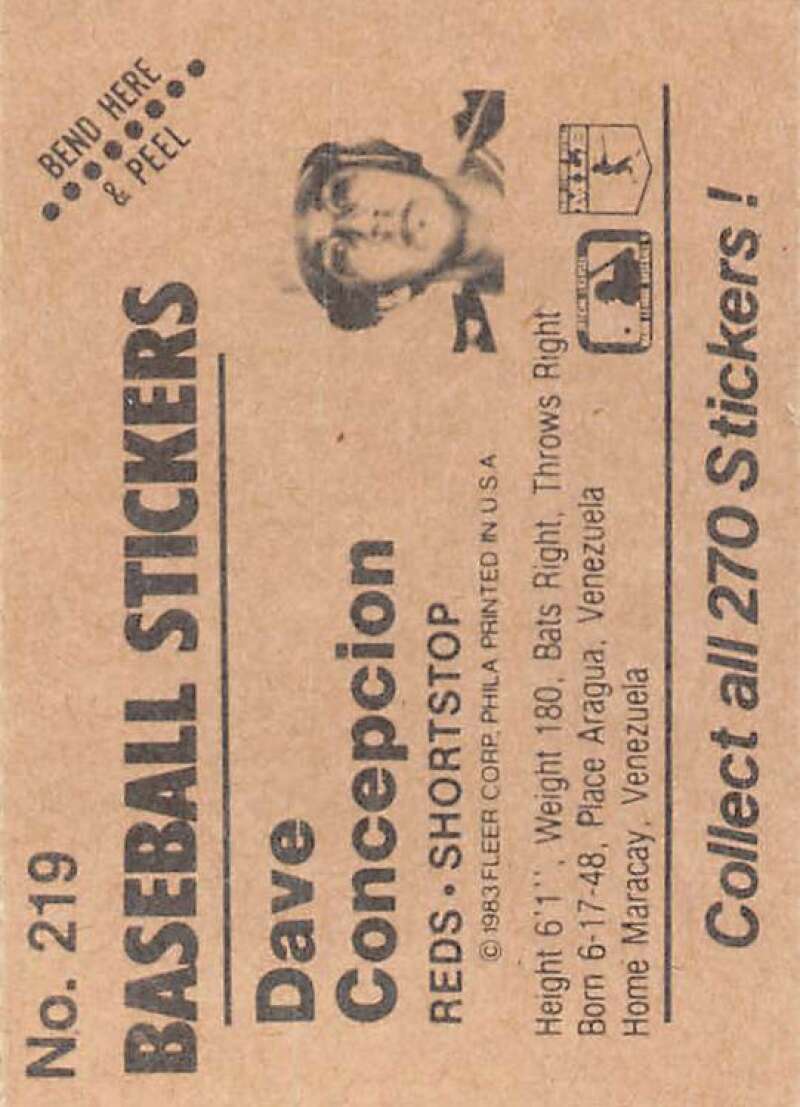 No. 219
BEND HERE
& PEEL
BASEBALL STICKERS
Dave
Concepcion
REDS • SHORTSTOP
© 1983 FLEER CORP. PHILA PRINTED IN U S A
Height 6'1'', Weight 180, Bats Right, Throws Right
Born 6-17-48, Place Aragua, Venezuela
Home Maracay, Venezuela
Collect all 270 Stickers !